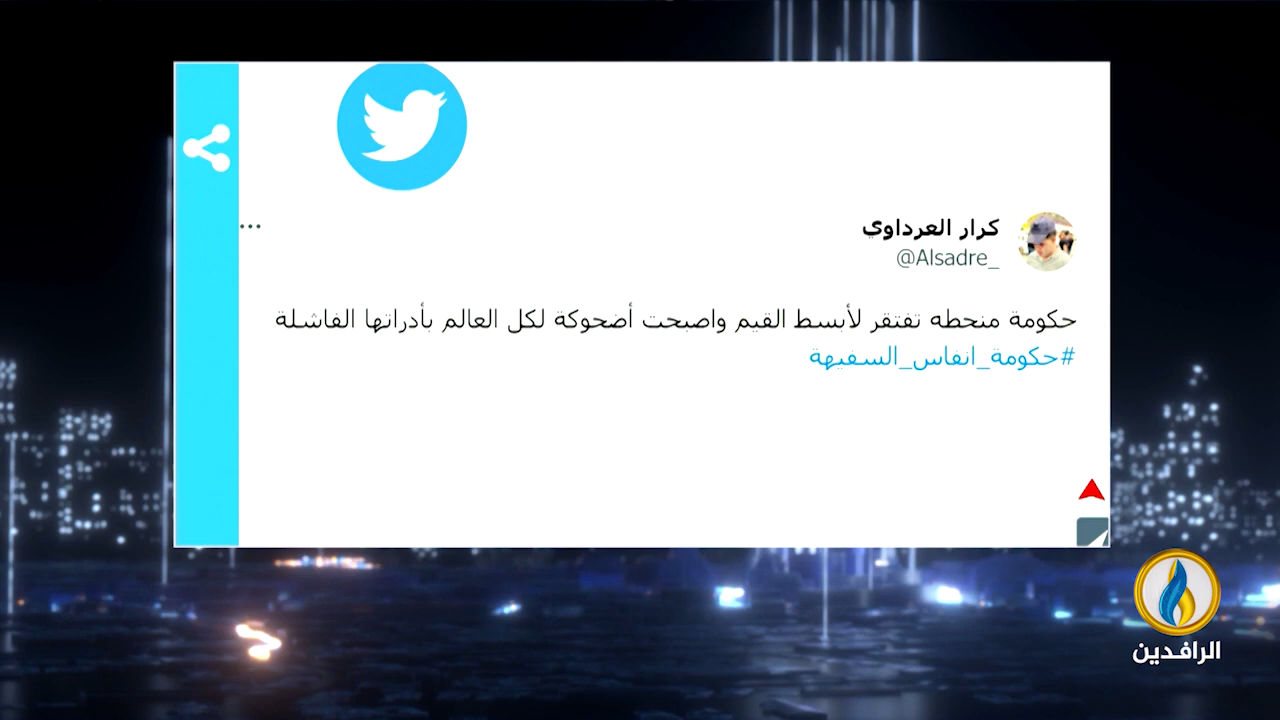 كرار العرداوي
@Alsadre_
...
حكومة منحطه تفتقر لأبسط القيم واصبحت أضحوكة لكل العالم بأدراتها الفاشلة
#حكومة_انفاس_السفيهة
الرافدين